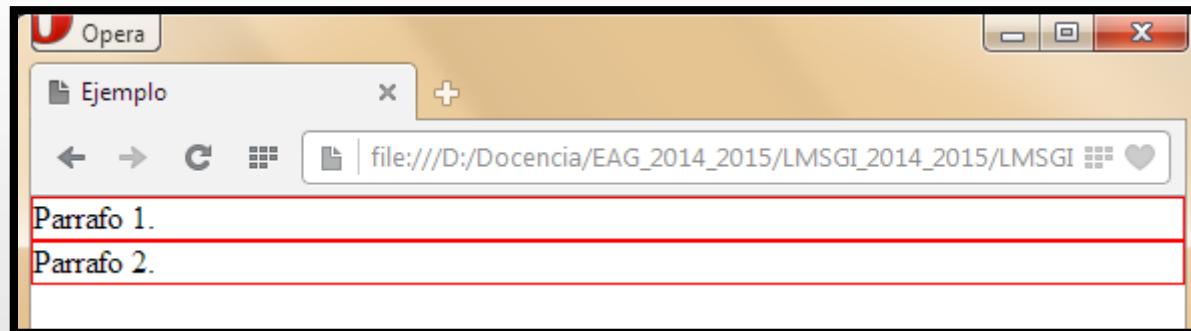 Opera
Ejemplo
file:///D:/Docencia/EAG_2014_2015/LMSGI_2014_2015/LMSGI
Parrafo 1.
Parrafo 2.